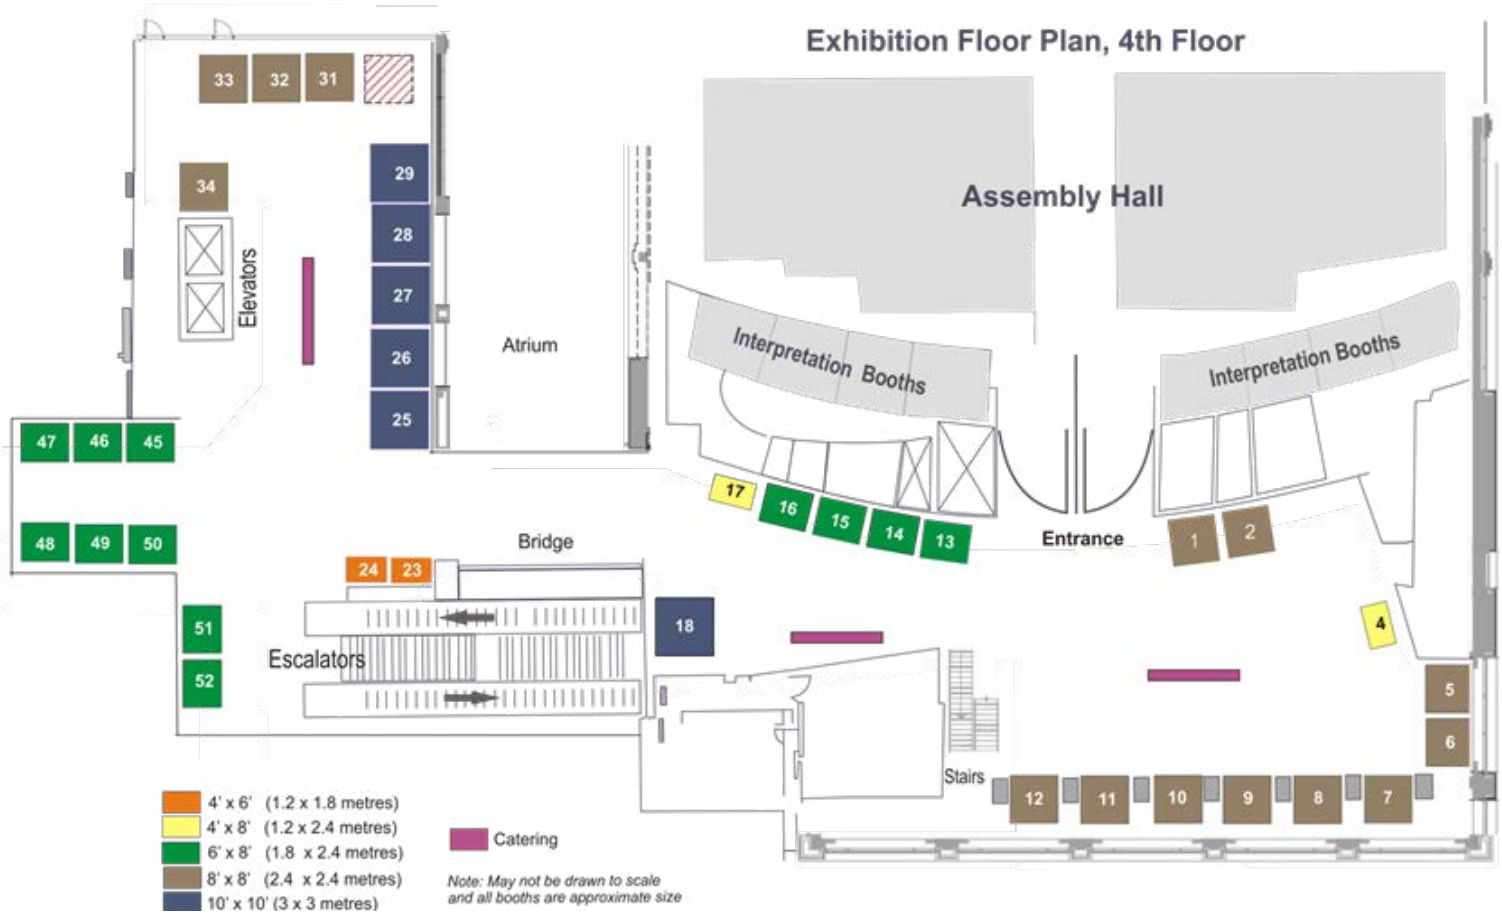 Exhibition Floor Plan, 4th Floor
33 32 31
29
34
Assembly Hall
28
Elevators
27
Atrium
Interpretation Booths
Interpretation Booths
26
25
47 46 45
17
16
15
14
13
Entrance
1
2
48 49 50
Bridge
24 23
51
18
4
Escalators
52
5
6
Stairs
12 11 10 9 8 7
4' x 6' (1.2 x 1.8 metres)
4' x 8' (1.2 x 2.4 metres)
6' x 8' (1.8 x 2.4 metres)
8' x 8' (2.4 x 2.4 metres)
10' x 10' (3 x 3 metres)
Catering
Note: May not be drawn to scale
and all booths are approximate size